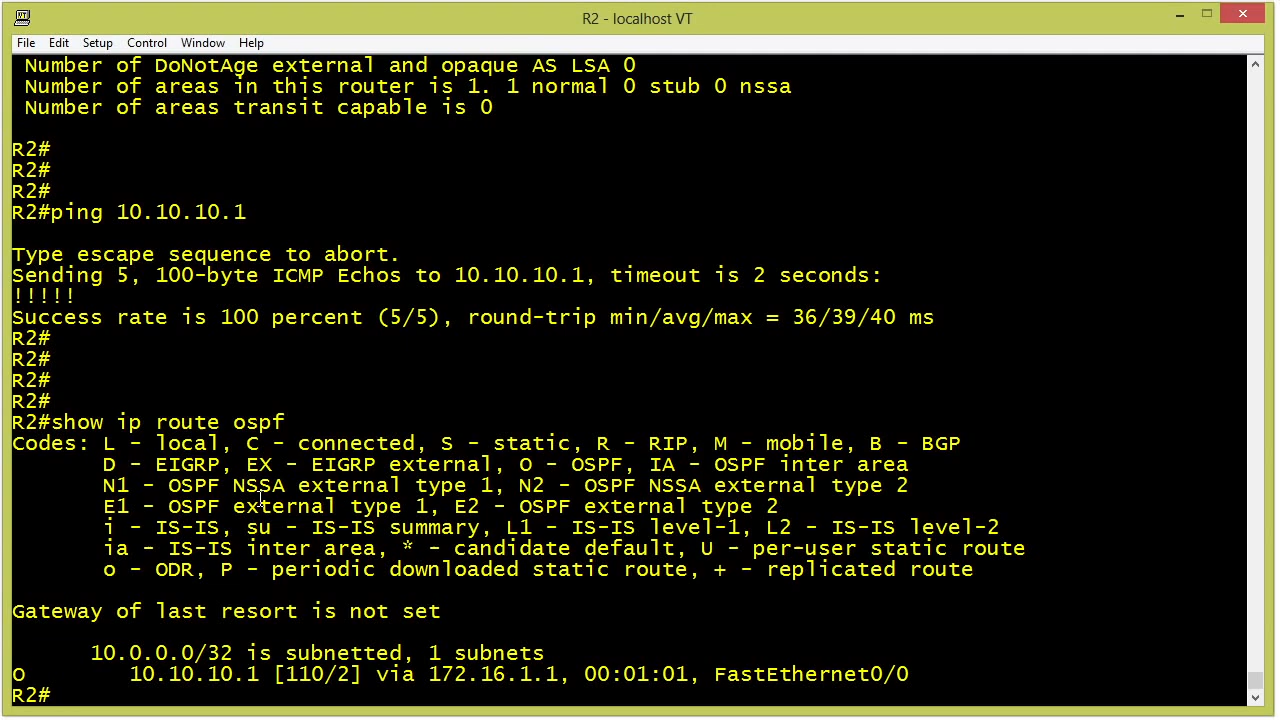 R2 - localhost VT
File Edit Setup Control Window Help
Number of DoNotAge external and opaque AS LSA 0
Number of areas in this router is 1. 1 normal 0 stub 0 nssa
Number of areas transit capable is 0
R2#
R2#
R2#
R2#ping 10.10.10.1
Type escape sequence to abort.
Sending 5, 100-byte ICMP Echos to 10.10.10.1, timeout is 2 seconds:
!!!!!
Success rate is 100 percent (5/5), round-trip min/avg/max = 36/39/40 ms
R2#
R2#
R2#
R2#
R2#show ip route ospf
Codes: L - local, C - connected, S - static, R - RIP, M - mobile, B - BGP
D - EIGRP, EX - EIGRP external, O - OSPF, IA - OSPF inter area
N1 - OSPF NSSA external type 1, N2 - OSPF NSSA external type 2
E1 - OSPF external type 1, E2 - OSPF external type 2
i - IS-IS, su - IS-IS summary, L1 - IS-IS level-1, L2 - IS-IS level-2
ia - IS-IS inter area, * - candidate default, U - per-user static route
o - ODR, P - periodic downloaded static route, + - replicated route
Gateway of last resort is not set
10.0.0.0/32 is subnetted, 1 subnets
O 10.10.10.1 [110/2] via 172.16.1.1, 00:01:01, FastEthernet0/0
R2#